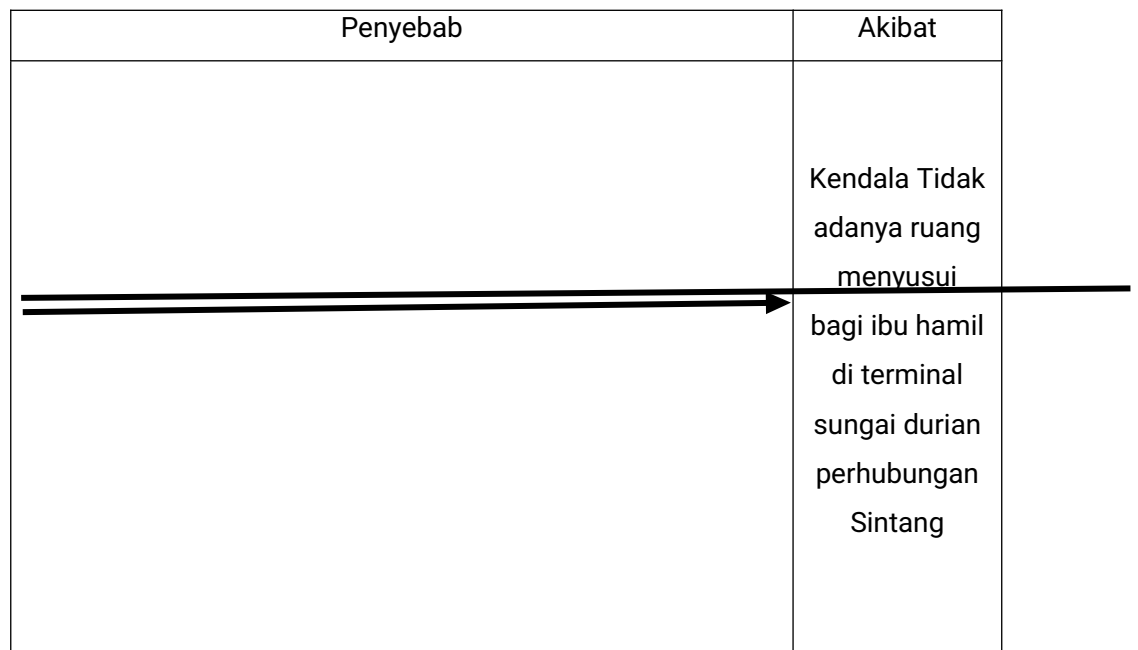 Penyebab
Akibat
Kendala Tidak
adanya ruang
menyusui
bagi ibu hamil
di terminal
sungai durian
perhubungan
Sintang